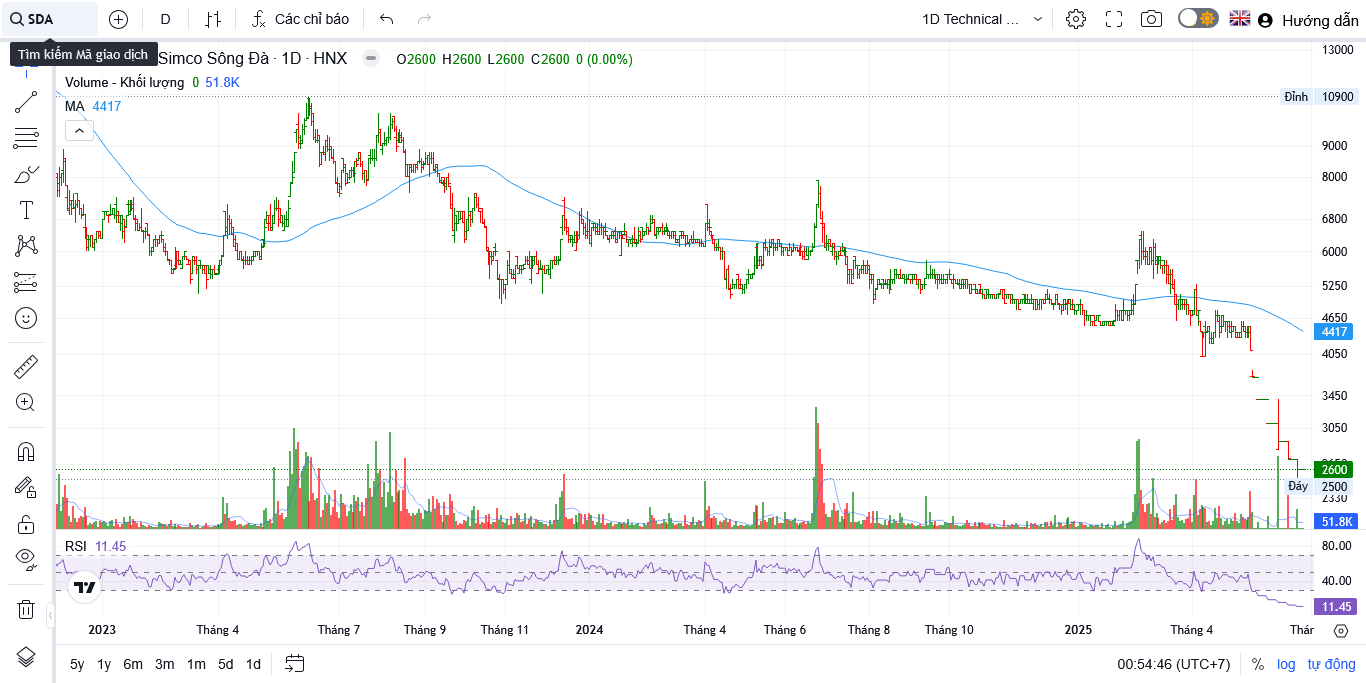 SDA
D
Các chỉ báo
1D Technical ...
Hướng dẫn
Tìm kiếm Mã giao dịch
Simco Sông Đà · 1D · HNX
O2600 H2600 L2600 C2600 0 (0.00%)
Volume - Khối lượng 0 51.8K
MA 4417
13000
Đỉnh 10900
9000
8000
6800
6000
5250
4650
4417
4050
3450
3050
2600
Đáy 2500
2330
51.8K
RSI 11.45
80.00
40.00
11.45
2023 Tháng 4 Tháng 7 Tháng 9 Tháng 11 2024 Tháng 4 Tháng 6 Tháng 8 Tháng 10 2025 Tháng 4 Thár
5y 1y 6m 3m 1m 5d 1d
00:54:46 (UTC+7) % log tự động